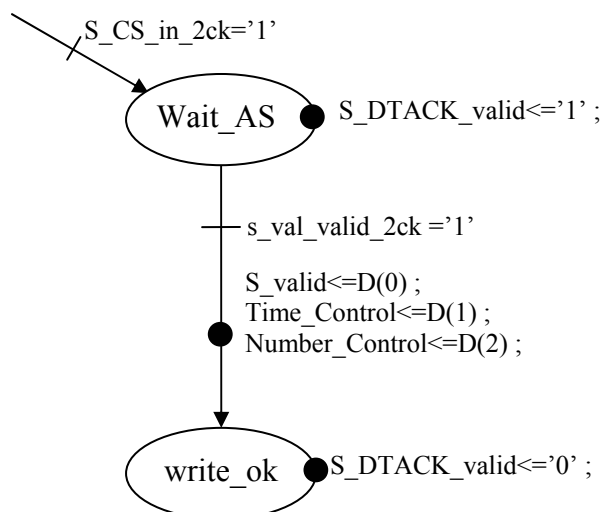 S_CS_in_2ck=’1’
Wait_AS
S_DTACK_valid<=’1’ ;
s_val_valid_2ck =’1’
S_valid<=D(0) ;
Time_Control<=D(1) ;
Number_Control<=D(2) ;
write_ok
S_DTACK_valid<=’0’ ;